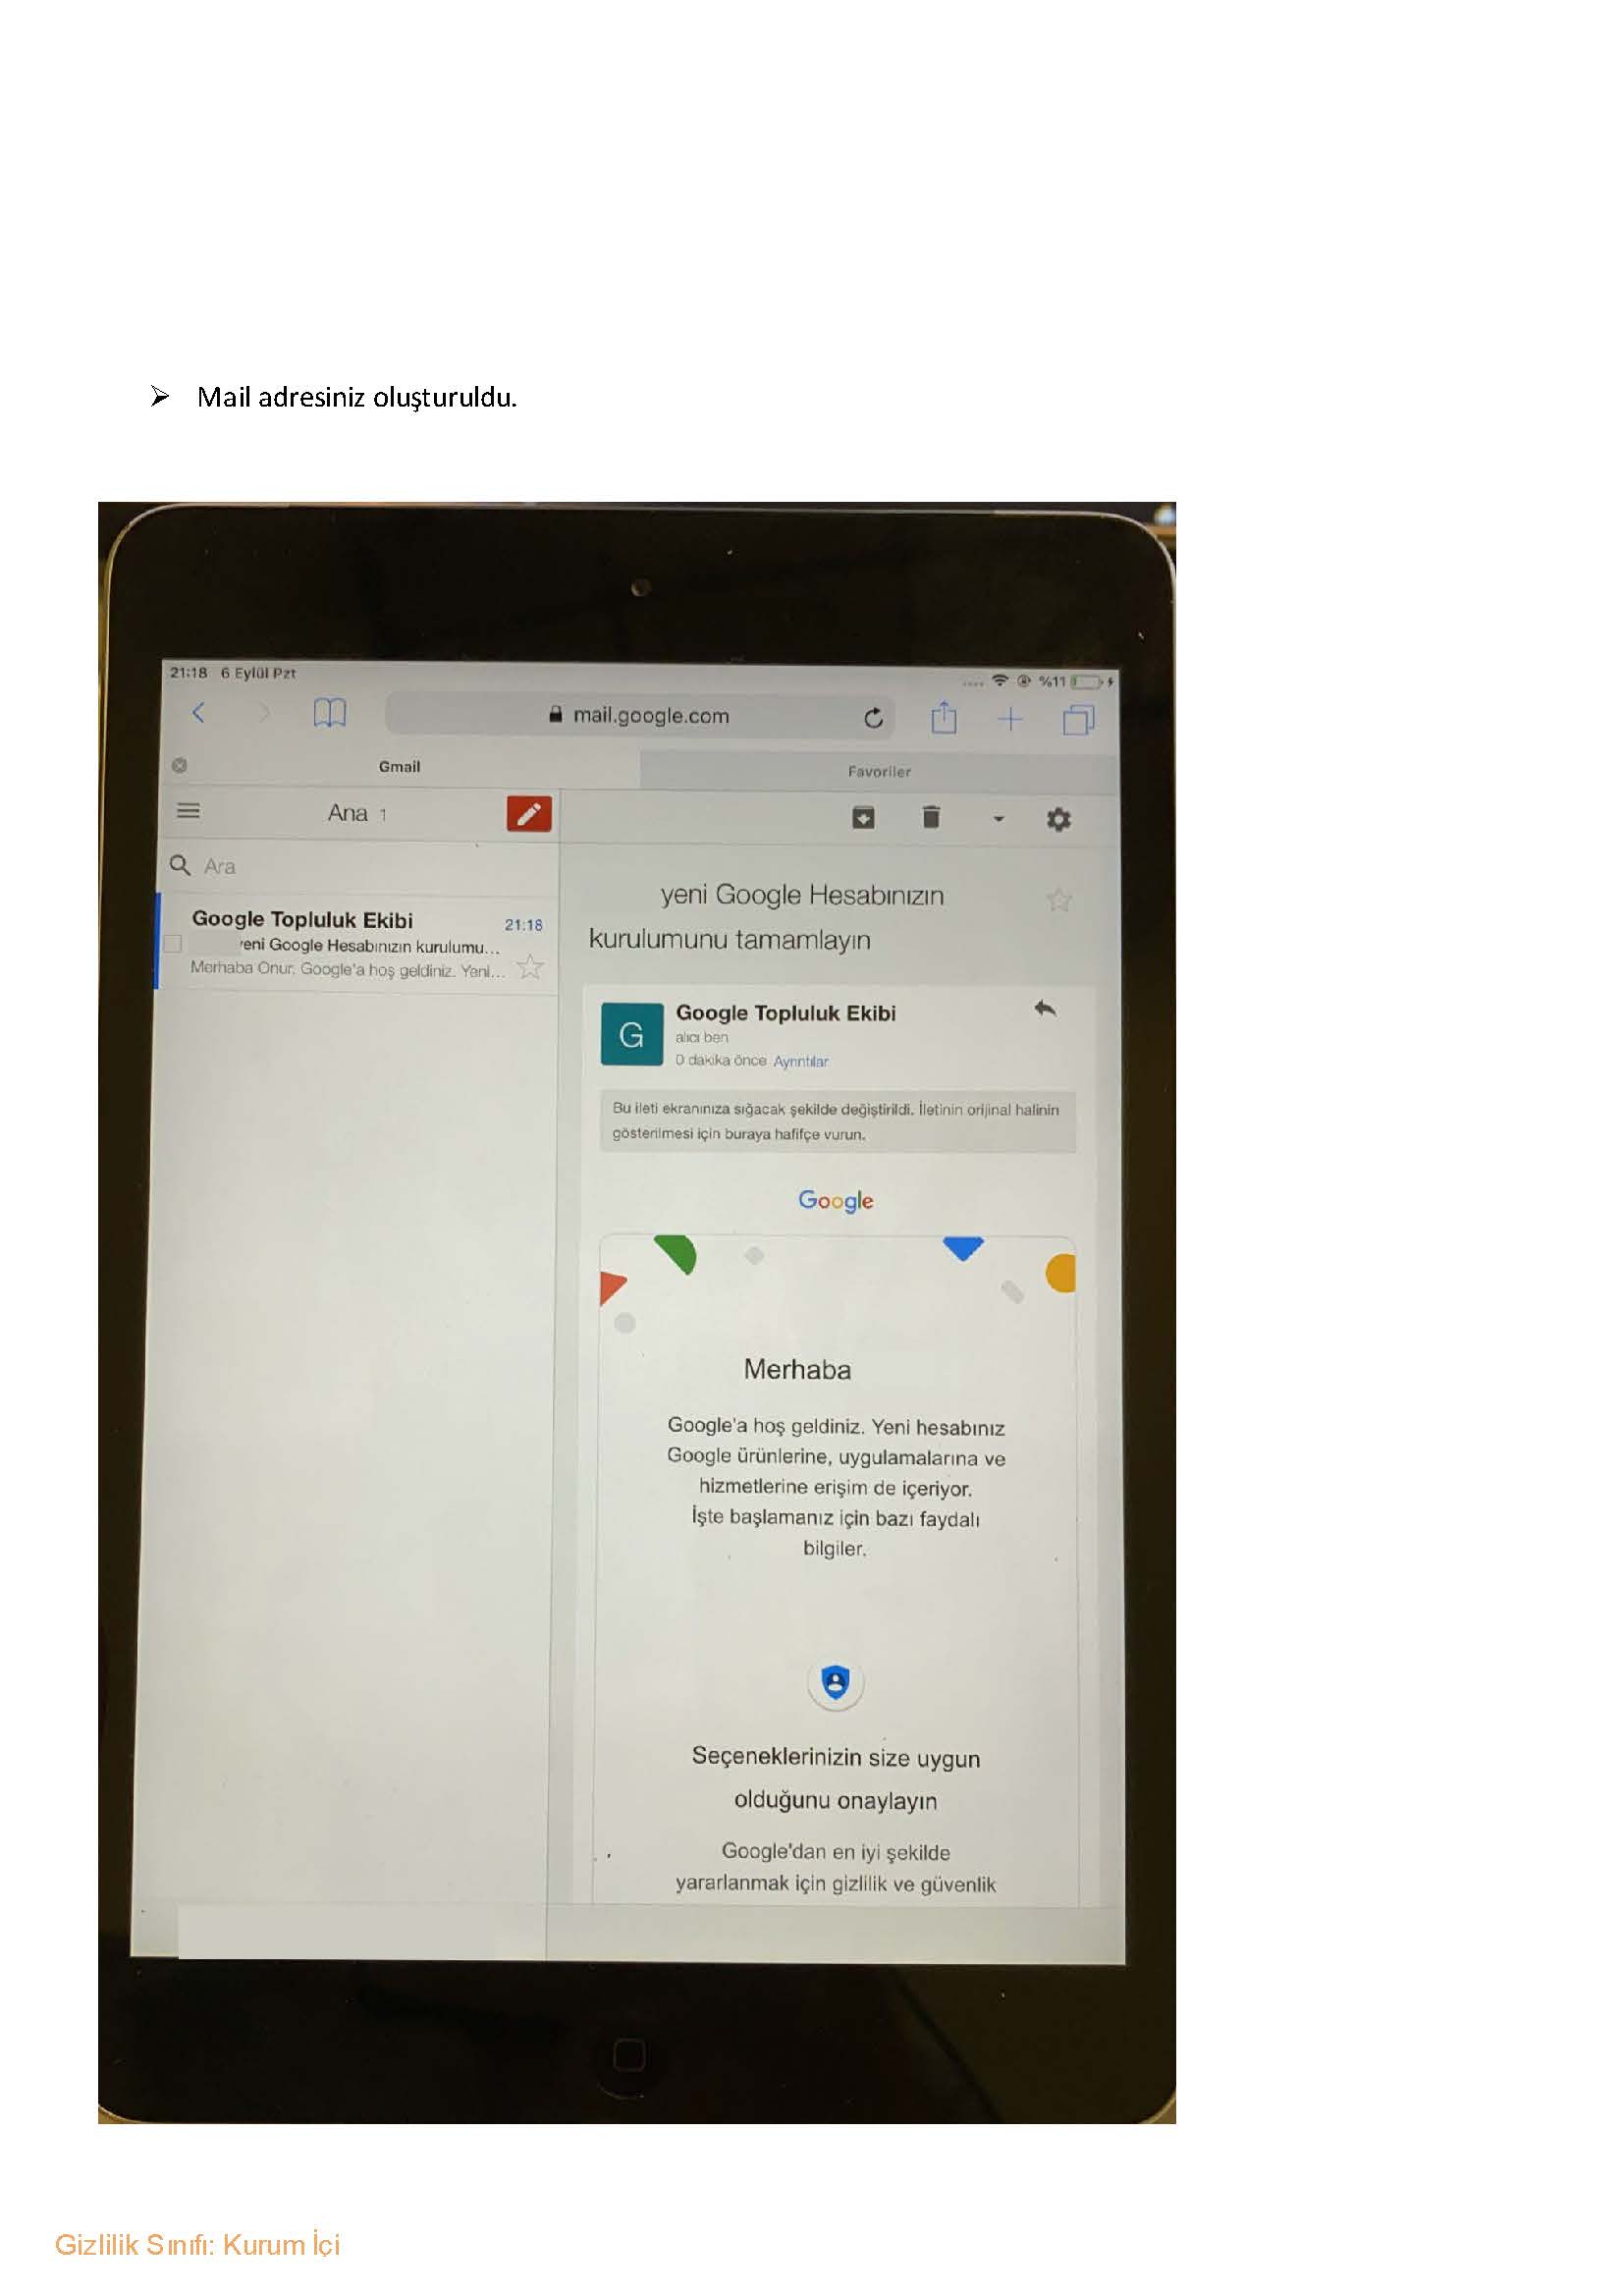 Mail adresiniz oluşturuldu.
21:18 6 Eylül Pzt
%11
mail.google.com
Gmail
Favoriler
Ana 1
Ara
Google Topluluk Ekibi 21:18
yeni Google Hesabınızın kurulumu...
Merhaba Onur, Google'a hoş geldiniz. Yeni...
yeni Google Hesabınızın
kurulumunu tamamlayın
G
Google Topluluk Ekibi
alıcı ben
0 dakika önce Ayrıntılar
Bu ileti ekranınıza sığacak şekilde değiştirildi. İletinin orijinal halinin
gösterilmesi için buraya hafifçe vurun.
Google
Merhaba
Google'a hoş geldiniz. Yeni hesabınız
Google ürünlerine, uygulamalarına ve
hizmetlerine erişim de içeriyor.
İşte başlamanız için bazı faydalı
bilgiler.
Seçeneklerinizin size uygun
olduğunu onaylayın
Google'dan en iyi şekilde
yararlanmak için gizlilik ve güvenlik
Gizlilik Sınıfı: Kurum İçi